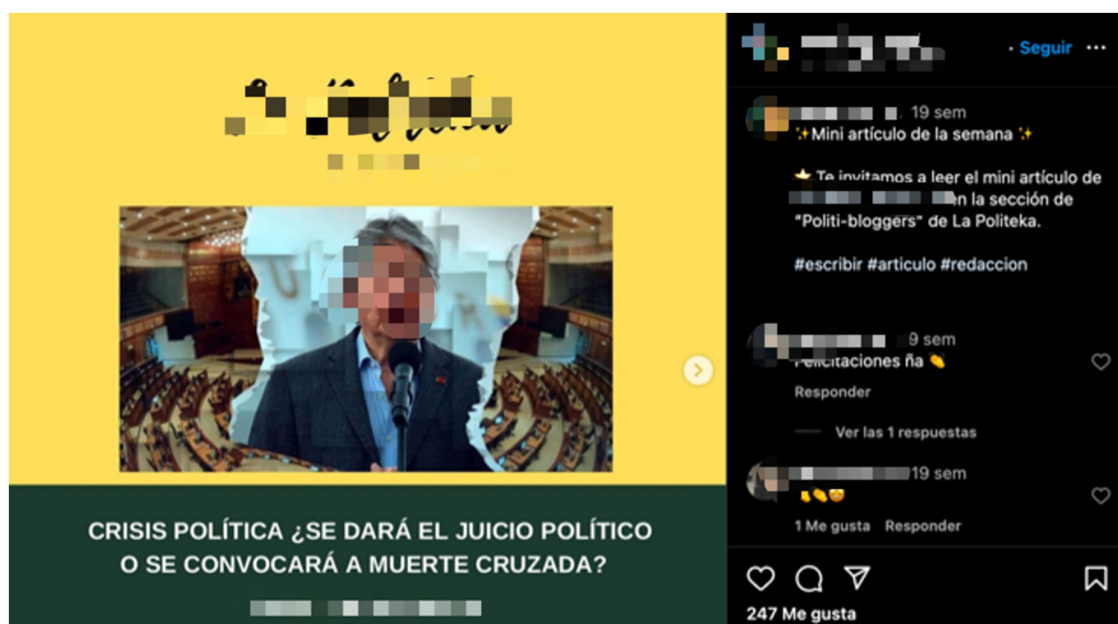 CRISIS POLÍTICA ¿SE DARÁ EL JUICIO POLÍTICO
O SE CONVOCARÁ A MUERTE CRUZADA?
· Seguir ···
19 sem
✨Mini artículo de la semana ✨
⭐ Te invitamos a leer el mini artículo de
en la sección de
"Politi-bloggers" de La Politeka.
#escribir #articulo #redaccion
9 sem
Felicitaciones ña 👏
Responder
Ver las 1 respuestas
19 sem
1 Me gusta Responder
247 Me gusta